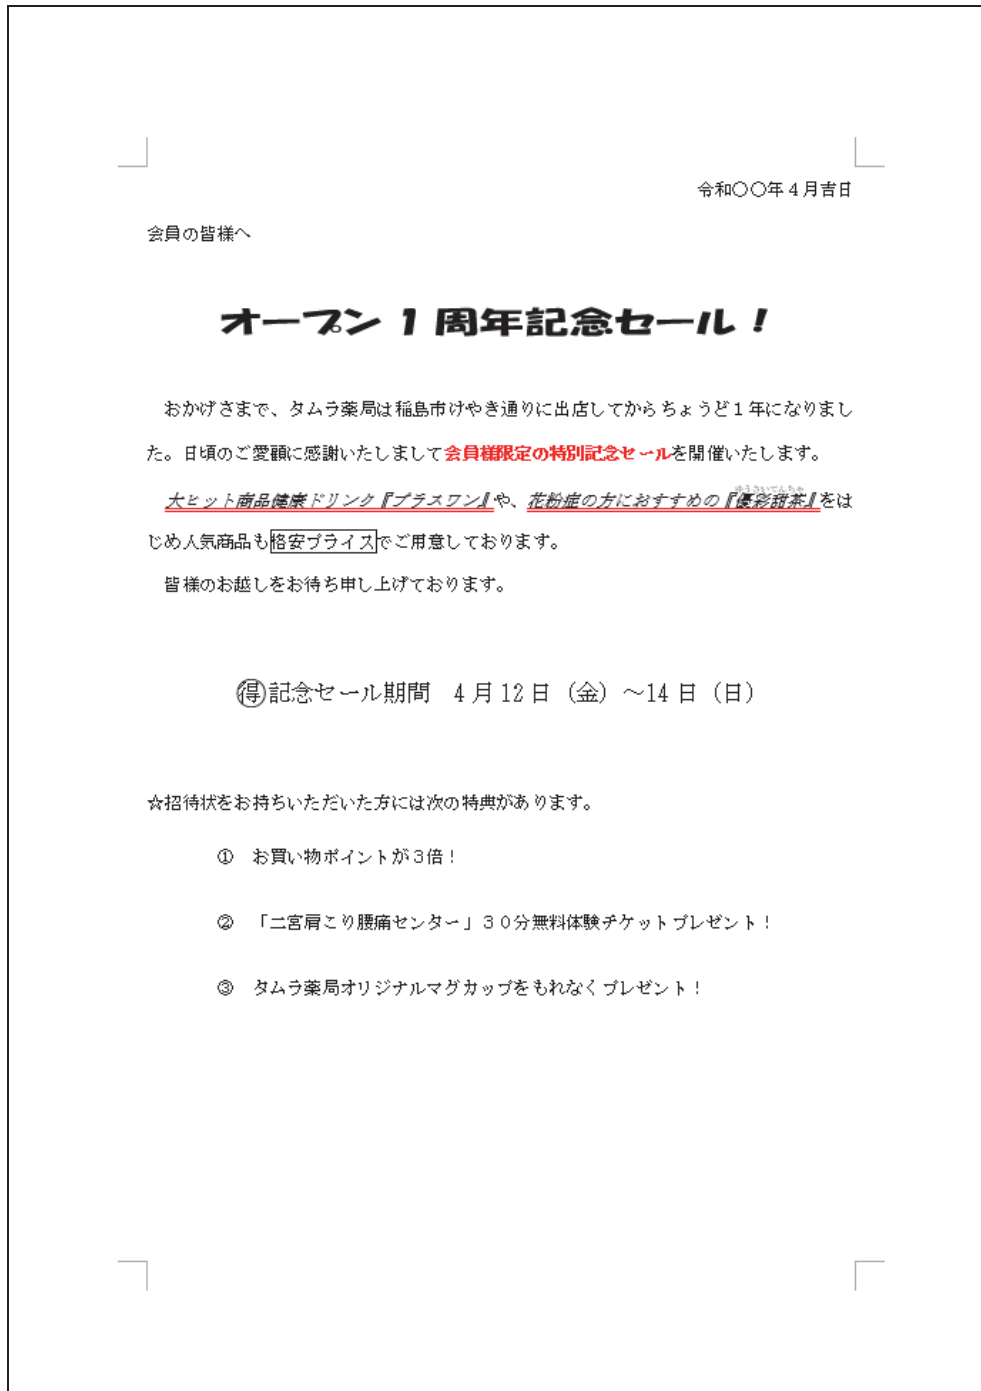 令和〇〇年４月吉日
会員の皆様へ
オープン１周年記念セール！
おかげさまで、タムラ薬局は稲島市けやき通りに出店してからちょうど１年になりまし
た。日頃のご愛顧に感謝いたしまして会員様限定の特別記念セールを開催いたします。
ゆうさいてんちゃ
大ヒット商品健康ドリンク『プラスワン』や、花粉症の方におすすめの『優彩甜茶』をは
じめ人気商品も格安プライスでご用意しております。
皆様のお越しをお待ち申し上げております。
㊝記念セール期間　4月12日（金）～14日（日）
☆招待状をお持ちいただいた方には次の特典があります。
①　お買い物ポイントが３倍！
②　「二宮肩こり腰痛センター」３０分無料体験チケットプレゼント！
③　タムラ薬局オリジナルマグカップをもれなくプレゼント！